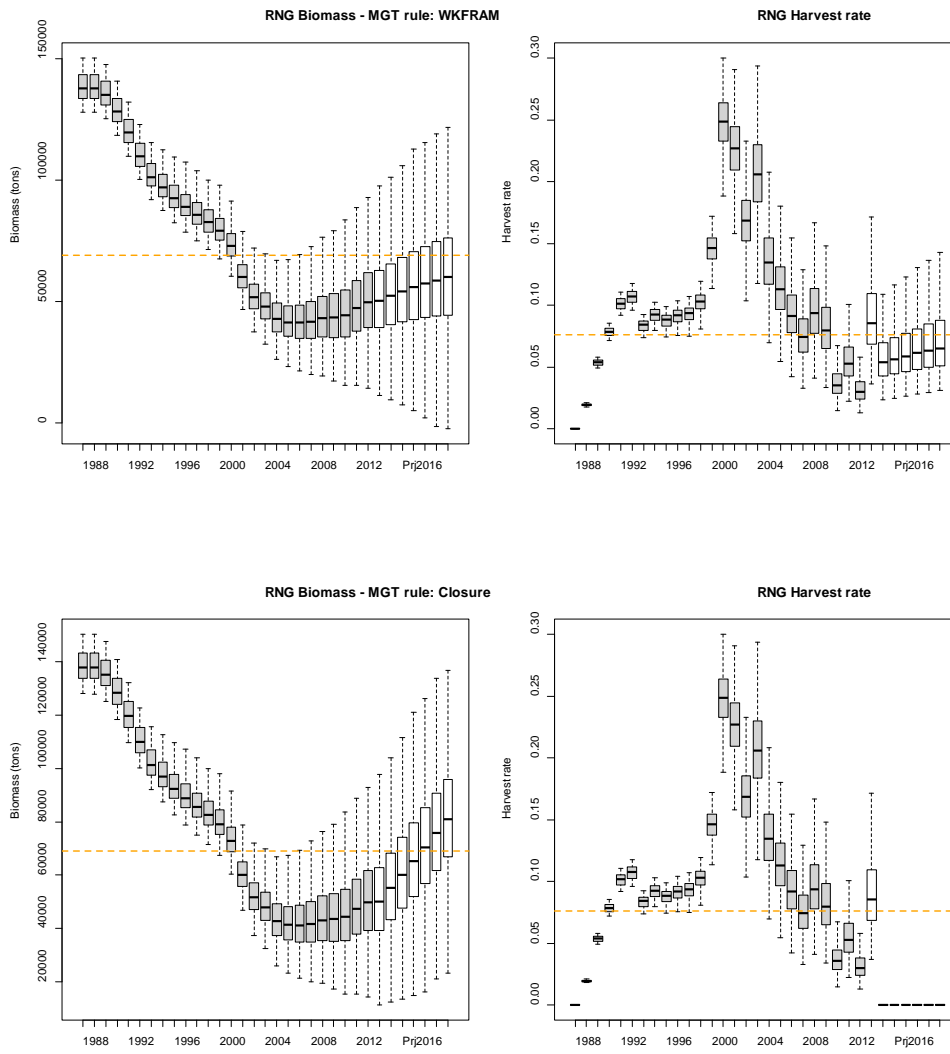 RNG Biomass - MGT rule: WKFRAM
Biomass (tons)
150000
100000
50000
0
1988 1992 1996 2000 2004 2008 2012 Prj2016
RNG Harvest rate
Harvest rate
0.30
0.25
0.20
0.15
0.10
0.05
0.00
1988 1992 1996 2000 2004 2008 2012 Prj2016
RNG Biomass - MGT rule: Closure
Biomass (tons)
140000
120000
100000
80000
60000
40000
20000
1988 1992 1996 2000 2004 2008 2012 Prj2016
RNG Harvest rate
Harvest rate
0.30
0.25
0.20
0.15
0.10
0.05
0.00
1988 1992 1996 2000 2004 2008 2012 Prj2016